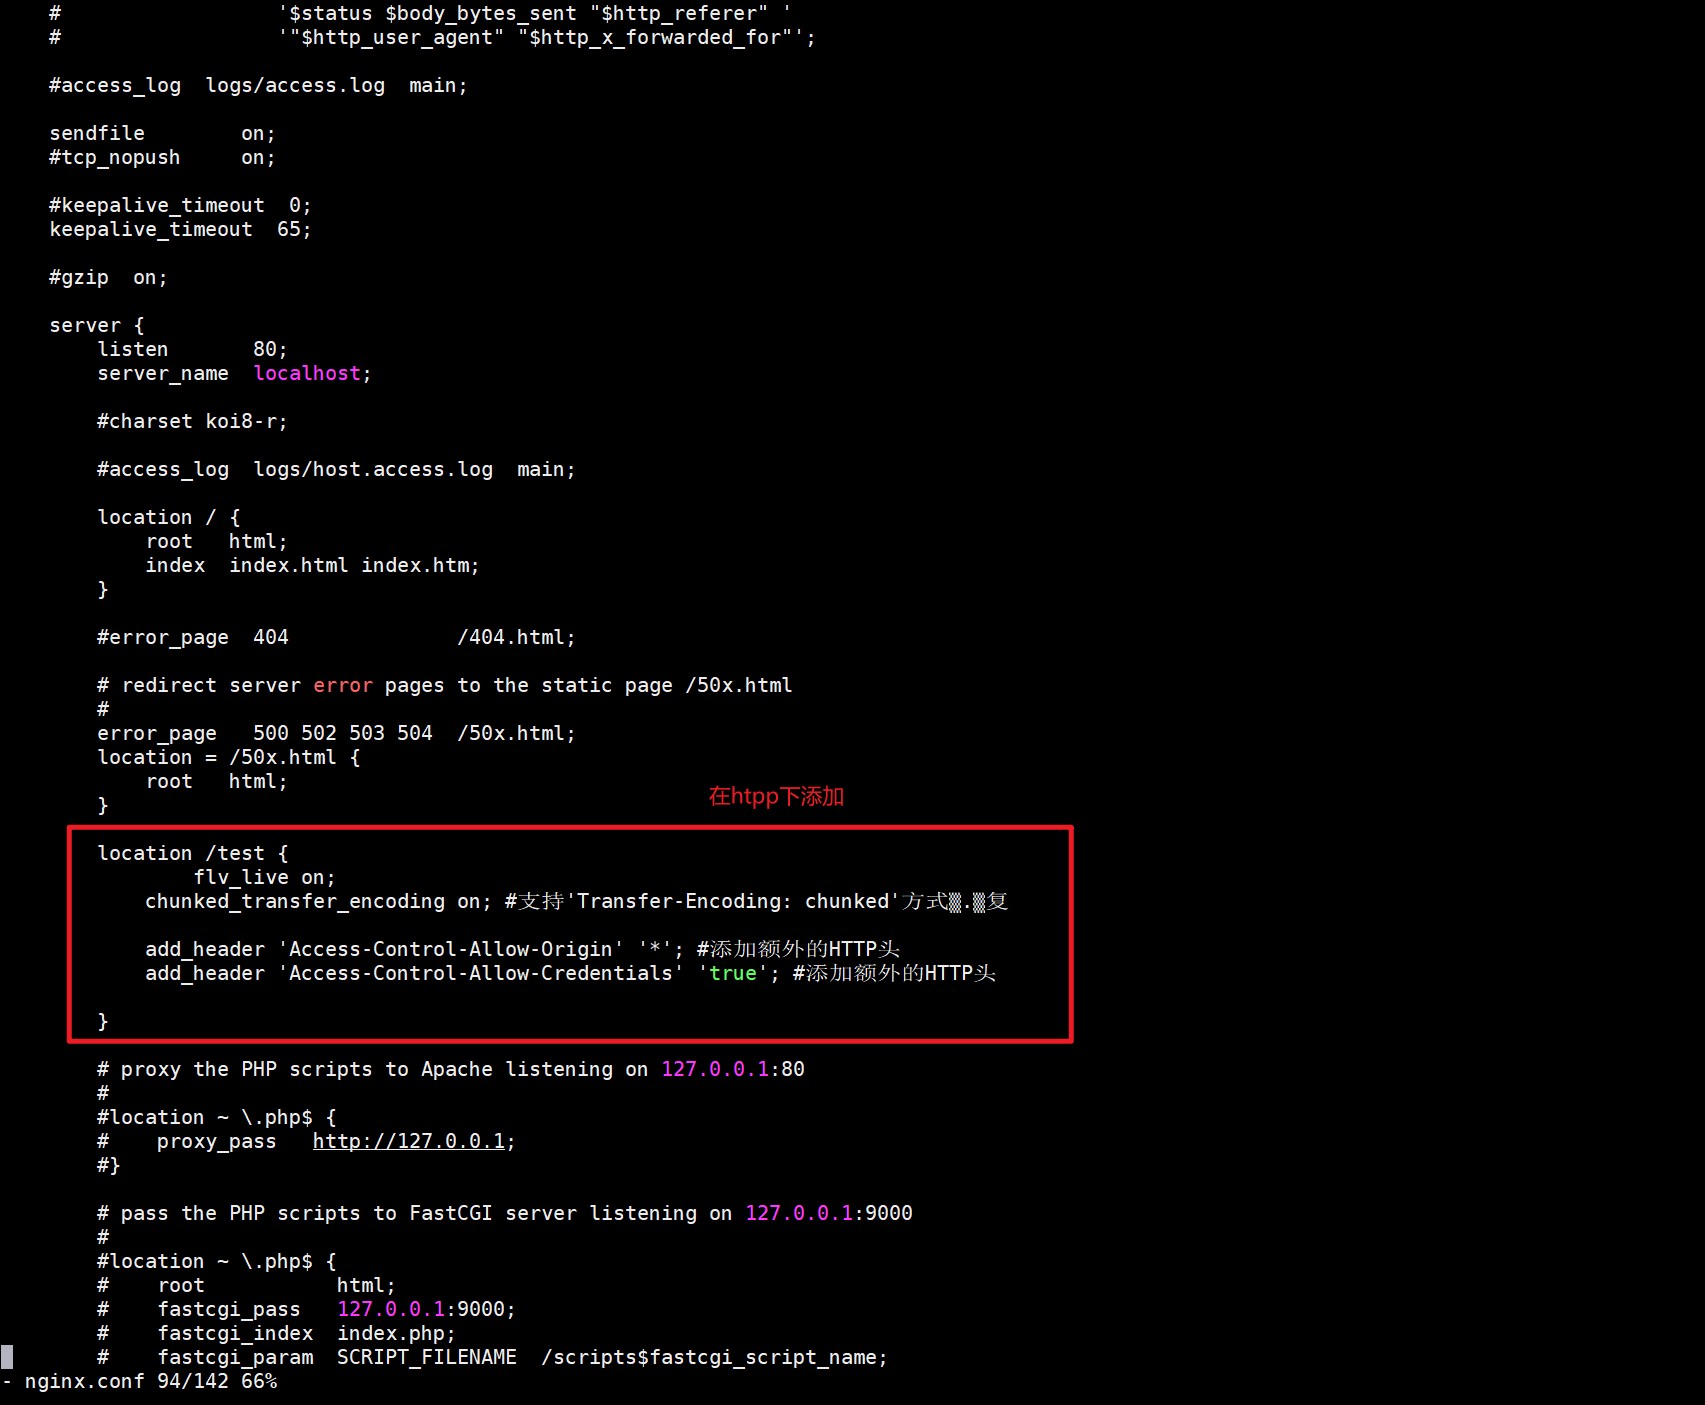 #                  '$status $body_bytes_sent "$http_referer" '
#                  '"$http_user_agent" "$http_x_forwarded_for"';
#access_log  logs/access.log  main;
sendfile        on;
#tcp_nopush     on;
#keepalive_timeout  0;
keepalive_timeout  65;
#gzip  on;
server {
listen       80;
server_name  localhost;
#charset koi8-r;
#access_log  logs/host.access.log  main;
location / {
root   html;
index  index.html index.htm;
}
#error_page  404              /404.html;
# redirect server error pages to the static page /50x.html
#
error_page   500 502 503 504  /50x.html;
location = /50x.html {
root   html;
}
在htpp下添加
location /test {
flv_live on;
chunked_transfer_encoding on; #支持'Transfer-Encoding: chunked'方式.复
add_header 'Access-Control-Allow-Origin' '*'; #添加额外的HTTP头
add_header 'Access-Control-Allow-Credentials' 'true'; #添加额外的HTTP头
}
# proxy the PHP scripts to Apache listening on 127.0.0.1:80
#
#location ~ \.php$ {
#    proxy_pass   http://127.0.0.1;
#}
# pass the PHP scripts to FastCGI server listening on 127.0.0.1:9000
#
#location ~ \.php$ {
#    root           html;
#    fastcgi_pass   127.0.0.1:9000;
#    fastcgi_index  index.php;
#    fastcgi_param  SCRIPT_FILENAME  /scripts$fastcgi_script_name;
- nginx.conf 94/142 66%